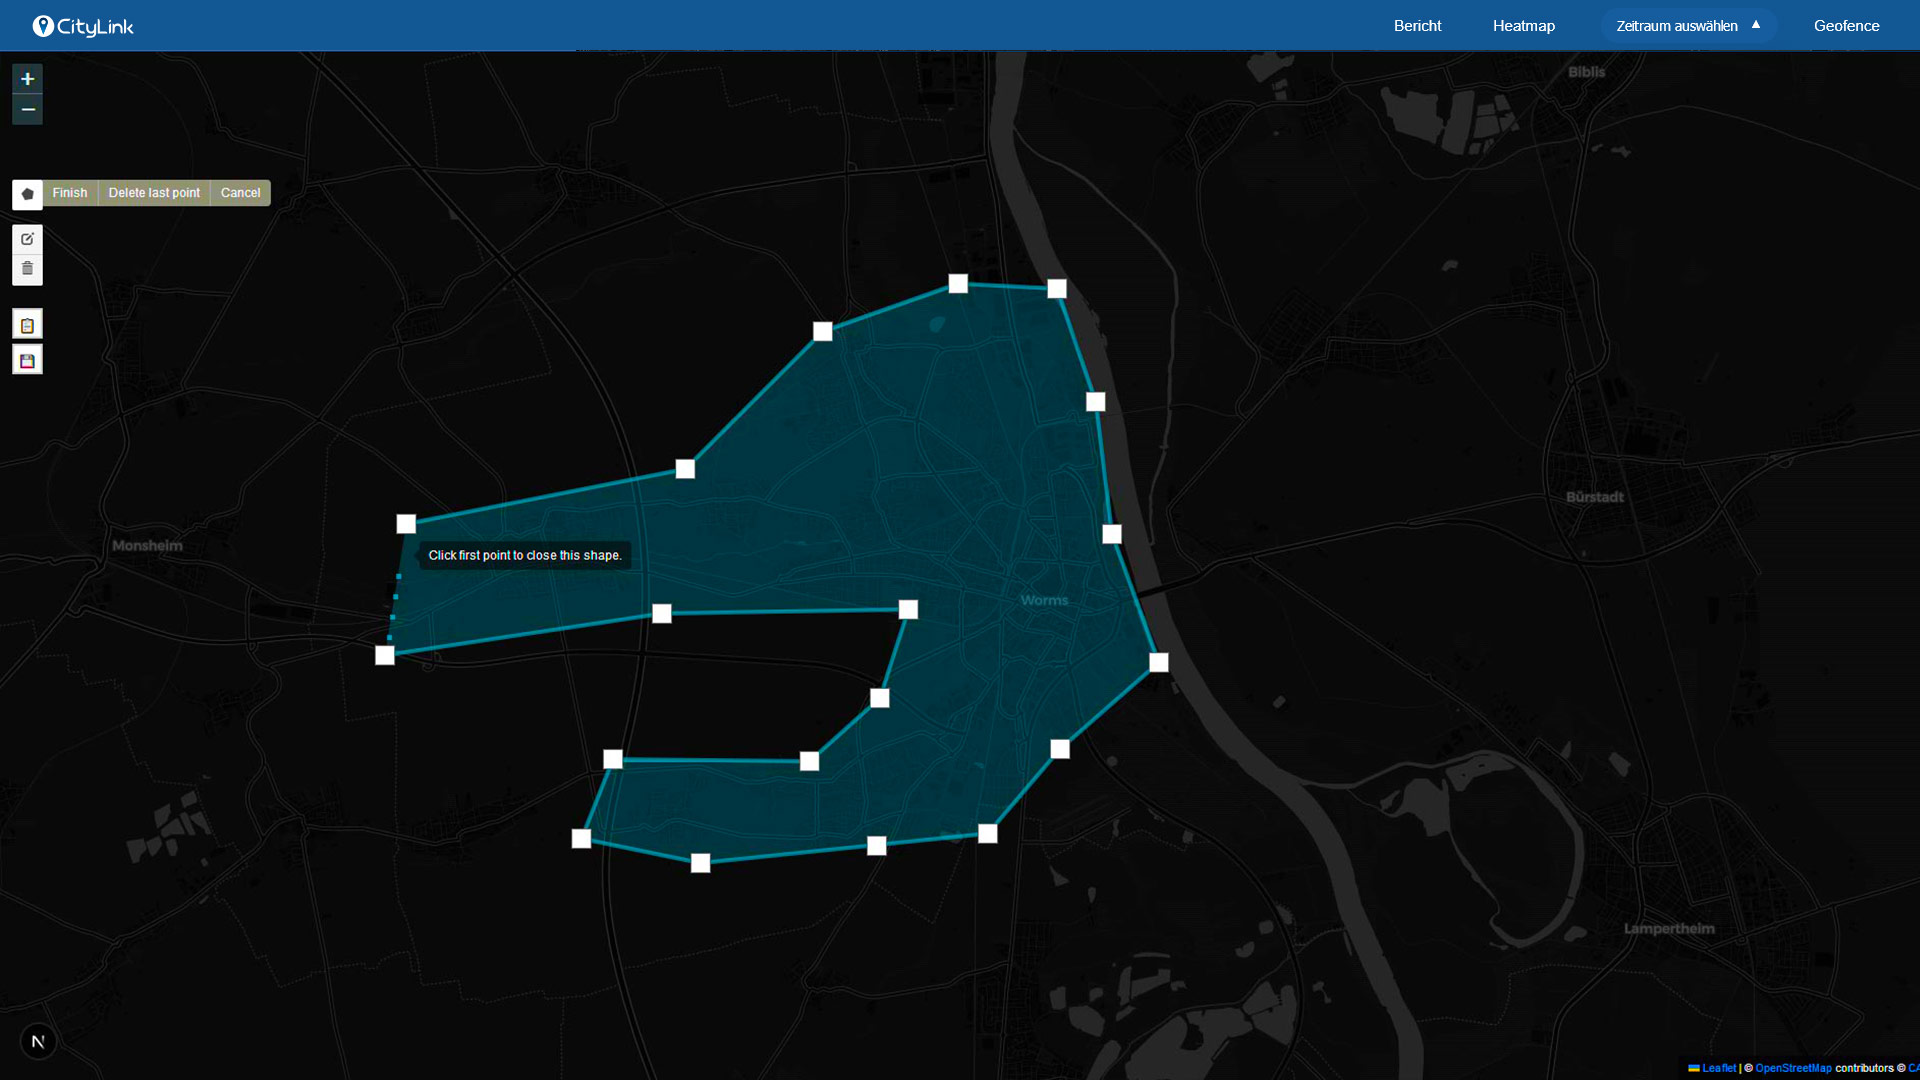 CityLink
Bericht
Heatmap
Zeitraum auswählen ▲
Geofence
+
−
Finish
Delete last point
Cancel
Biblis
Bürstadt
Monsheim
Click first point to close this shape.
Worms
Lampertheim
N
Leaflet | © OpenStreetMap contributors © CA